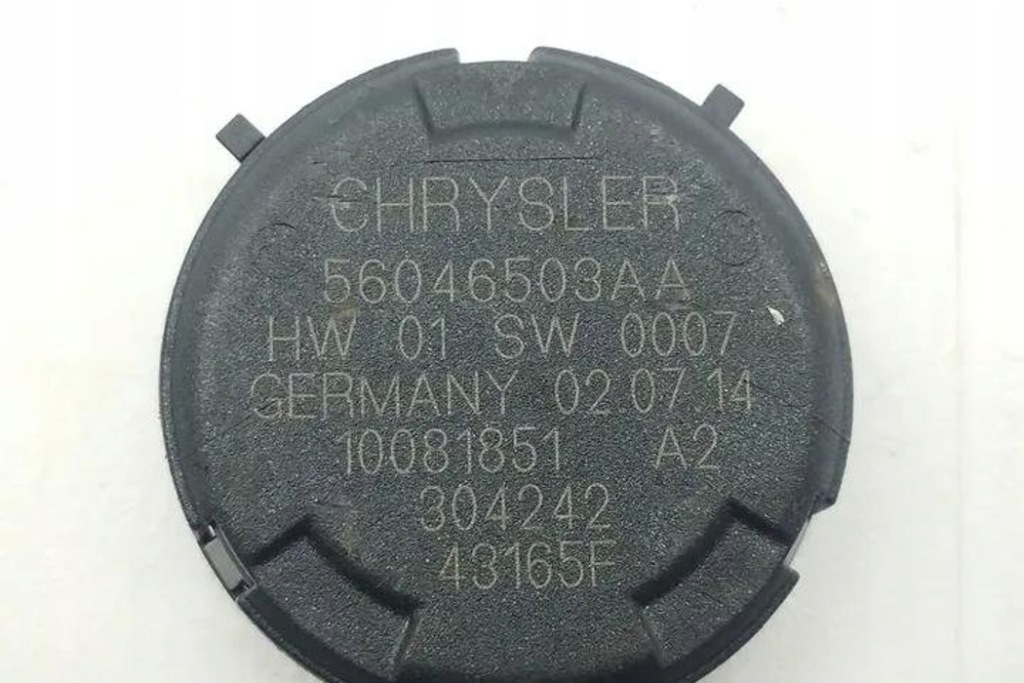 CHRYSLER
56046503AA
HW 01 SW 0007
GERMANY 02.07.14
10081851 A2
304242
43165F